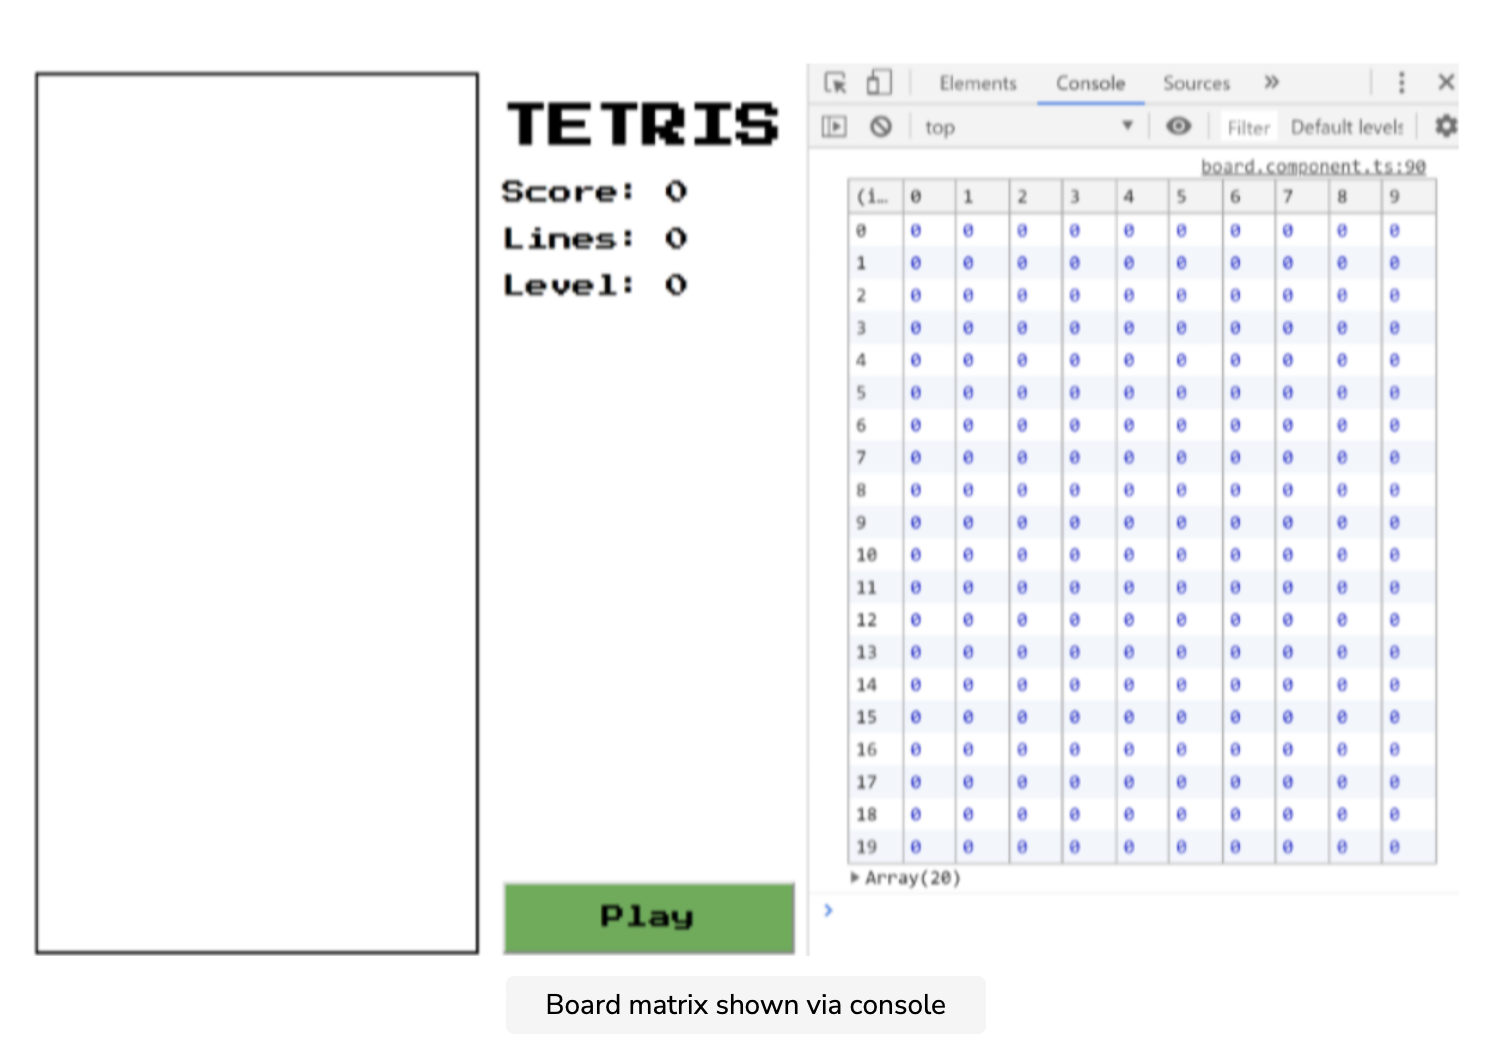 TETRIS
Score: 0
Lines: 0
Level: 0
Play
Elements Console Sources »
top ▼ Filter Default levels
board.component.ts:90
(i… 0 1 2 3 4 5 6 7 8 9
0 0 0 0 0 0 0 0 0 0 0
1 0 0 0 0 0 0 0 0 0 0
2 0 0 0 0 0 0 0 0 0 0
3 0 0 0 0 0 0 0 0 0 0
4 0 0 0 0 0 0 0 0 0 0
5 0 0 0 0 0 0 0 0 0 0
6 0 0 0 0 0 0 0 0 0 0
7 0 0 0 0 0 0 0 0 0 0
8 0 0 0 0 0 0 0 0 0 0
9 0 0 0 0 0 0 0 0 0 0
10 0 0 0 0 0 0 0 0 0 0
11 0 0 0 0 0 0 0 0 0 0
12 0 0 0 0 0 0 0 0 0 0
13 0 0 0 0 0 0 0 0 0 0
14 0 0 0 0 0 0 0 0 0 0
15 0 0 0 0 0 0 0 0 0 0
16 0 0 0 0 0 0 0 0 0 0
17 0 0 0 0 0 0 0 0 0 0
18 0 0 0 0 0 0 0 0 0 0
19 0 0 0 0 0 0 0 0 0 0
▶ Array(20)
Board matrix shown via console